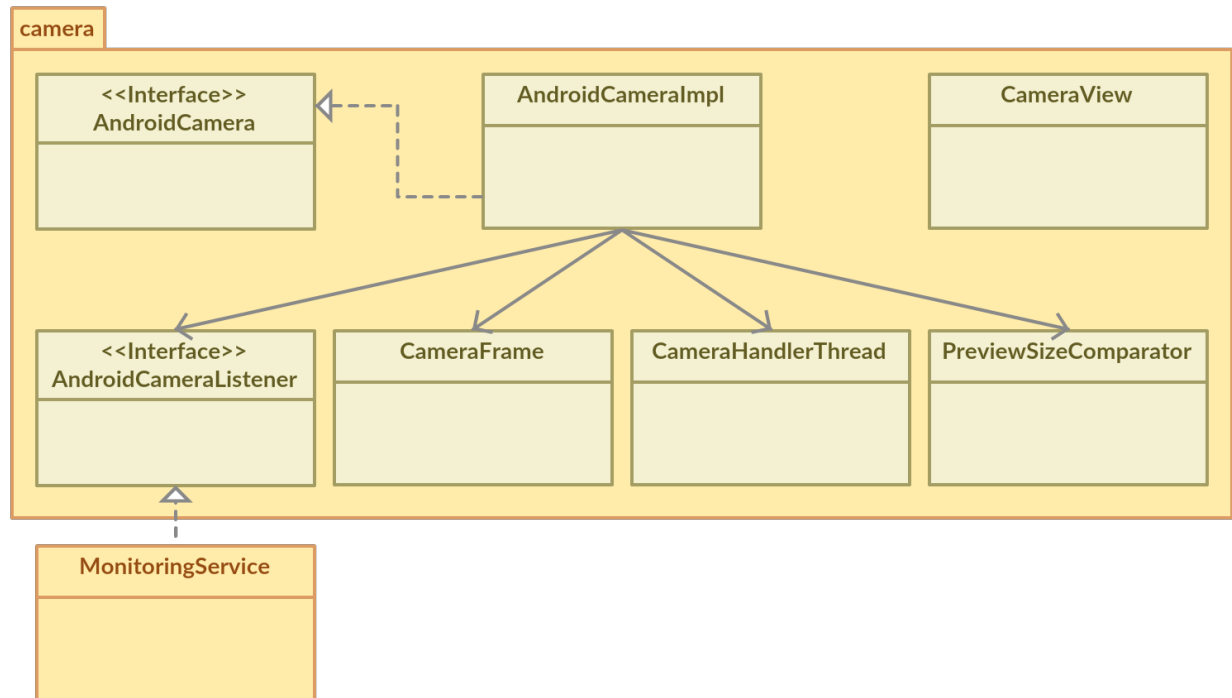 camera
<<Interface>>
AndroidCamera
AndroidCameraImpl
CameraView
<<Interface>>
AndroidCameraListener
CameraFrame
CameraHandlerThread
PreviewSizeComparator
MonitoringService